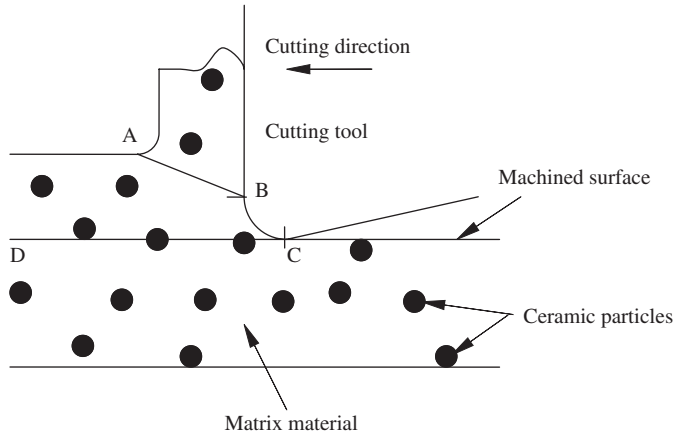 Cutting direction
A
Cutting tool
B
Machined surface
D
C
Ceramic particles
Matrix material